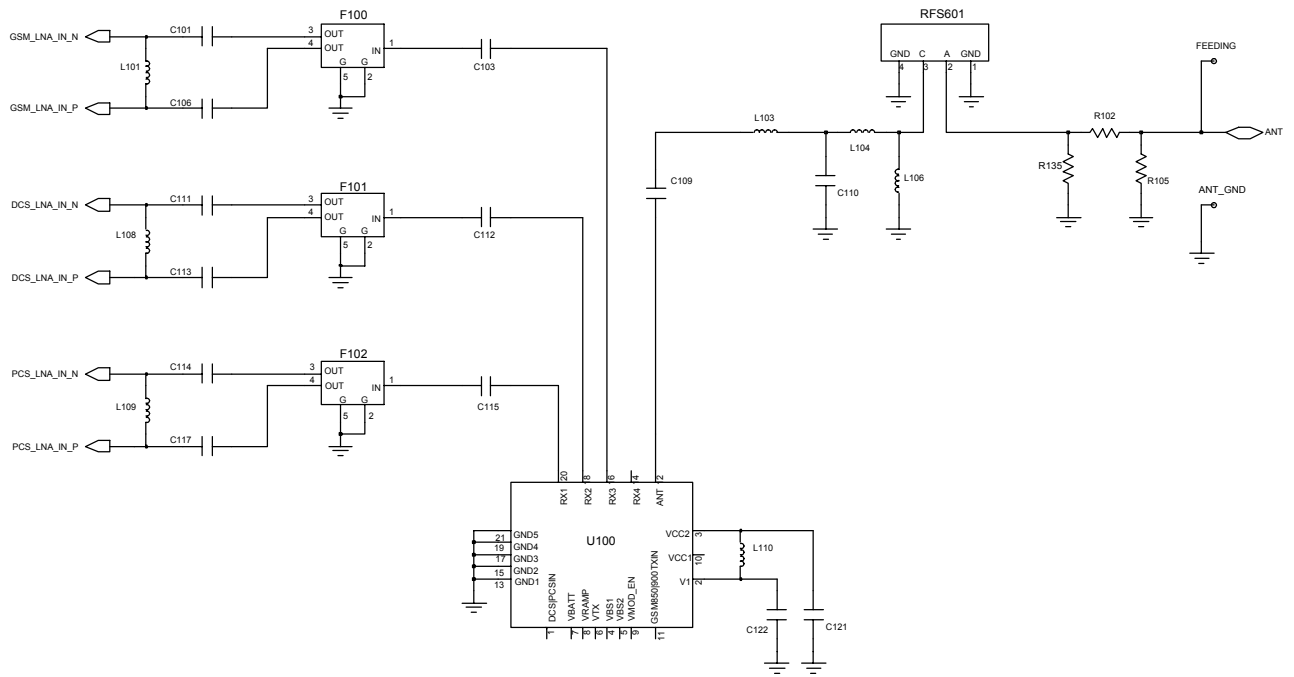 F100
RFS601
C101
GSM_LNA_IN_N
3
OUT
4
OUT
IN
1
G
G
5
2
L101
C103
C106
GSM_LNA_IN_P
GND
C
A
GND
4
3
2
1
FEEDING
L103
L104
R102
ANT
C109
C110
L106
R135
R105
ANT_GND
F101
C111
DCS_LNA_IN_N
3
OUT
4
OUT
IN
1
G
G
5
2
L108
C112
C113
DCS_LNA_IN_P
F102
C114
PCS_LNA_IN_N
3
OUT
4
OUT
IN
1
G
G
5
2
L109
C115
C117
PCS_LNA_IN_P
20
18
16
14
12
RX1
RX2
RX3
RX4
ANT
U100
GND5
21
GND4
19
GND3
17
GND2
15
GND1
13
VCC2
3
VCC1
10
V1
2
L110
C122
C121
DCS|PCSIN
VBATT
VRAMP
VTX
VBS1
VBS2
VMOD_EN
GSM850|900TXIN
1
7
8
6
4
5
9
11